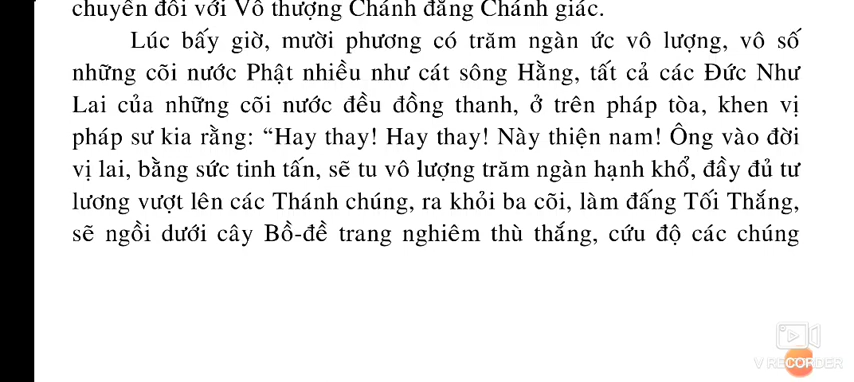 chuyển đối với Vô thượng Chánh đẳng Chánh giác.
Lúc bấy giờ, mười phương có trăm ngàn ức vô lượng, vô số
những cõi nước Phật nhiều như cát sông Hằng, tất cả các Đức Như
Lai của những cõi nước đều đồng thanh, ở trên pháp tòa, khen vị
pháp sư kia rằng: “Hay thay! Hay thay! Này thiện nam! Ông vào đời
vị lai, bằng sức tinh tấn, sẽ tu vô lượng trăm ngàn hạnh khổ, đầy đủ tư
lương vượt lên các Thánh chúng, ra khỏi ba cõi, làm đấng Tối Thắng,
sẽ ngồi dưới cây Bồ-đề trang nghiêm thù thắng, cứu độ các chúng
V RECORDER